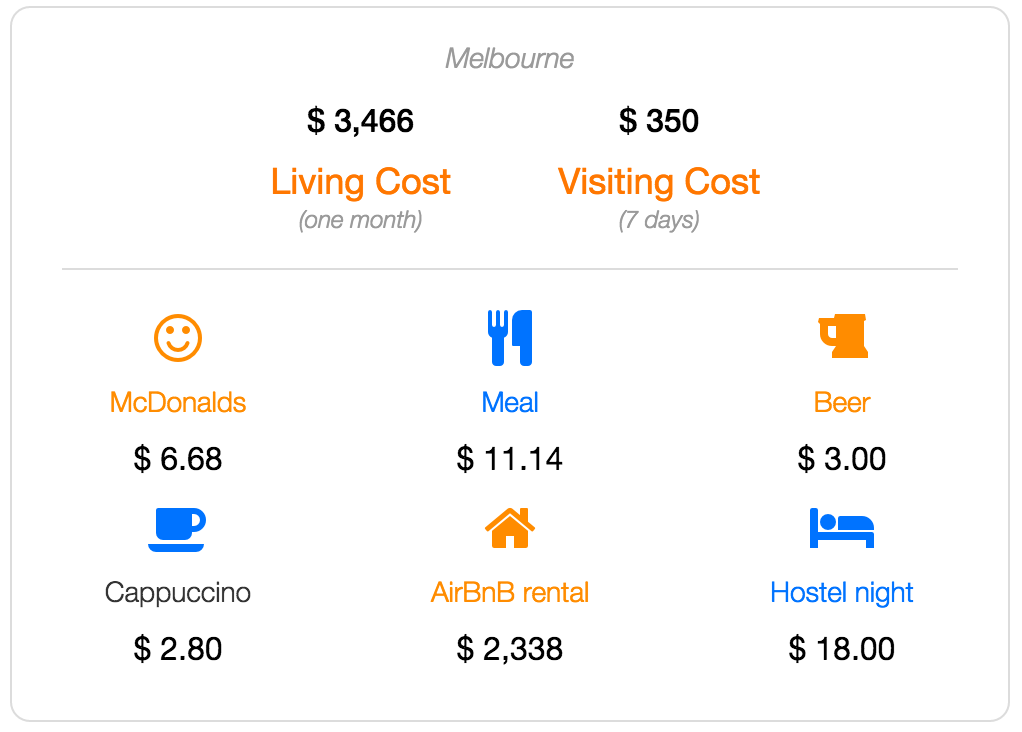 Melbourne
$ 3,466 $ 350
Living Cost Visiting Cost
(one month) (7 days)
McDonalds Meal Beer
$ 6.68 $ 11.14 $ 3.00
Cappuccino AirBnB rental Hostel night
$ 2.80 $ 2,338 $ 18.00